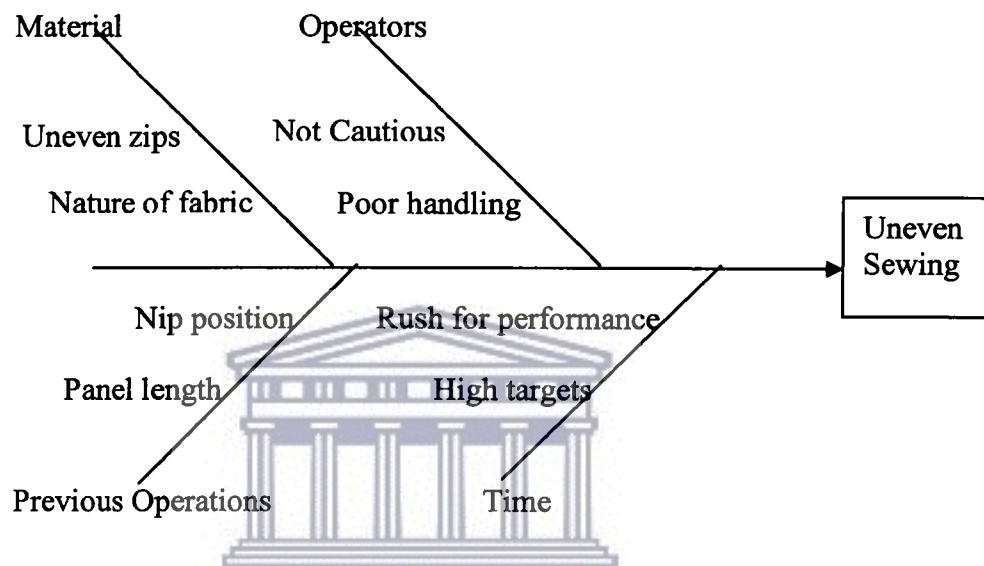 Material
Operators
Uneven zips
Not Cautious
Nature of fabric
Poor handling
Uneven
Sewing
Nip position
Rush for performance
Panel length
High targets
Previous Operations
Time